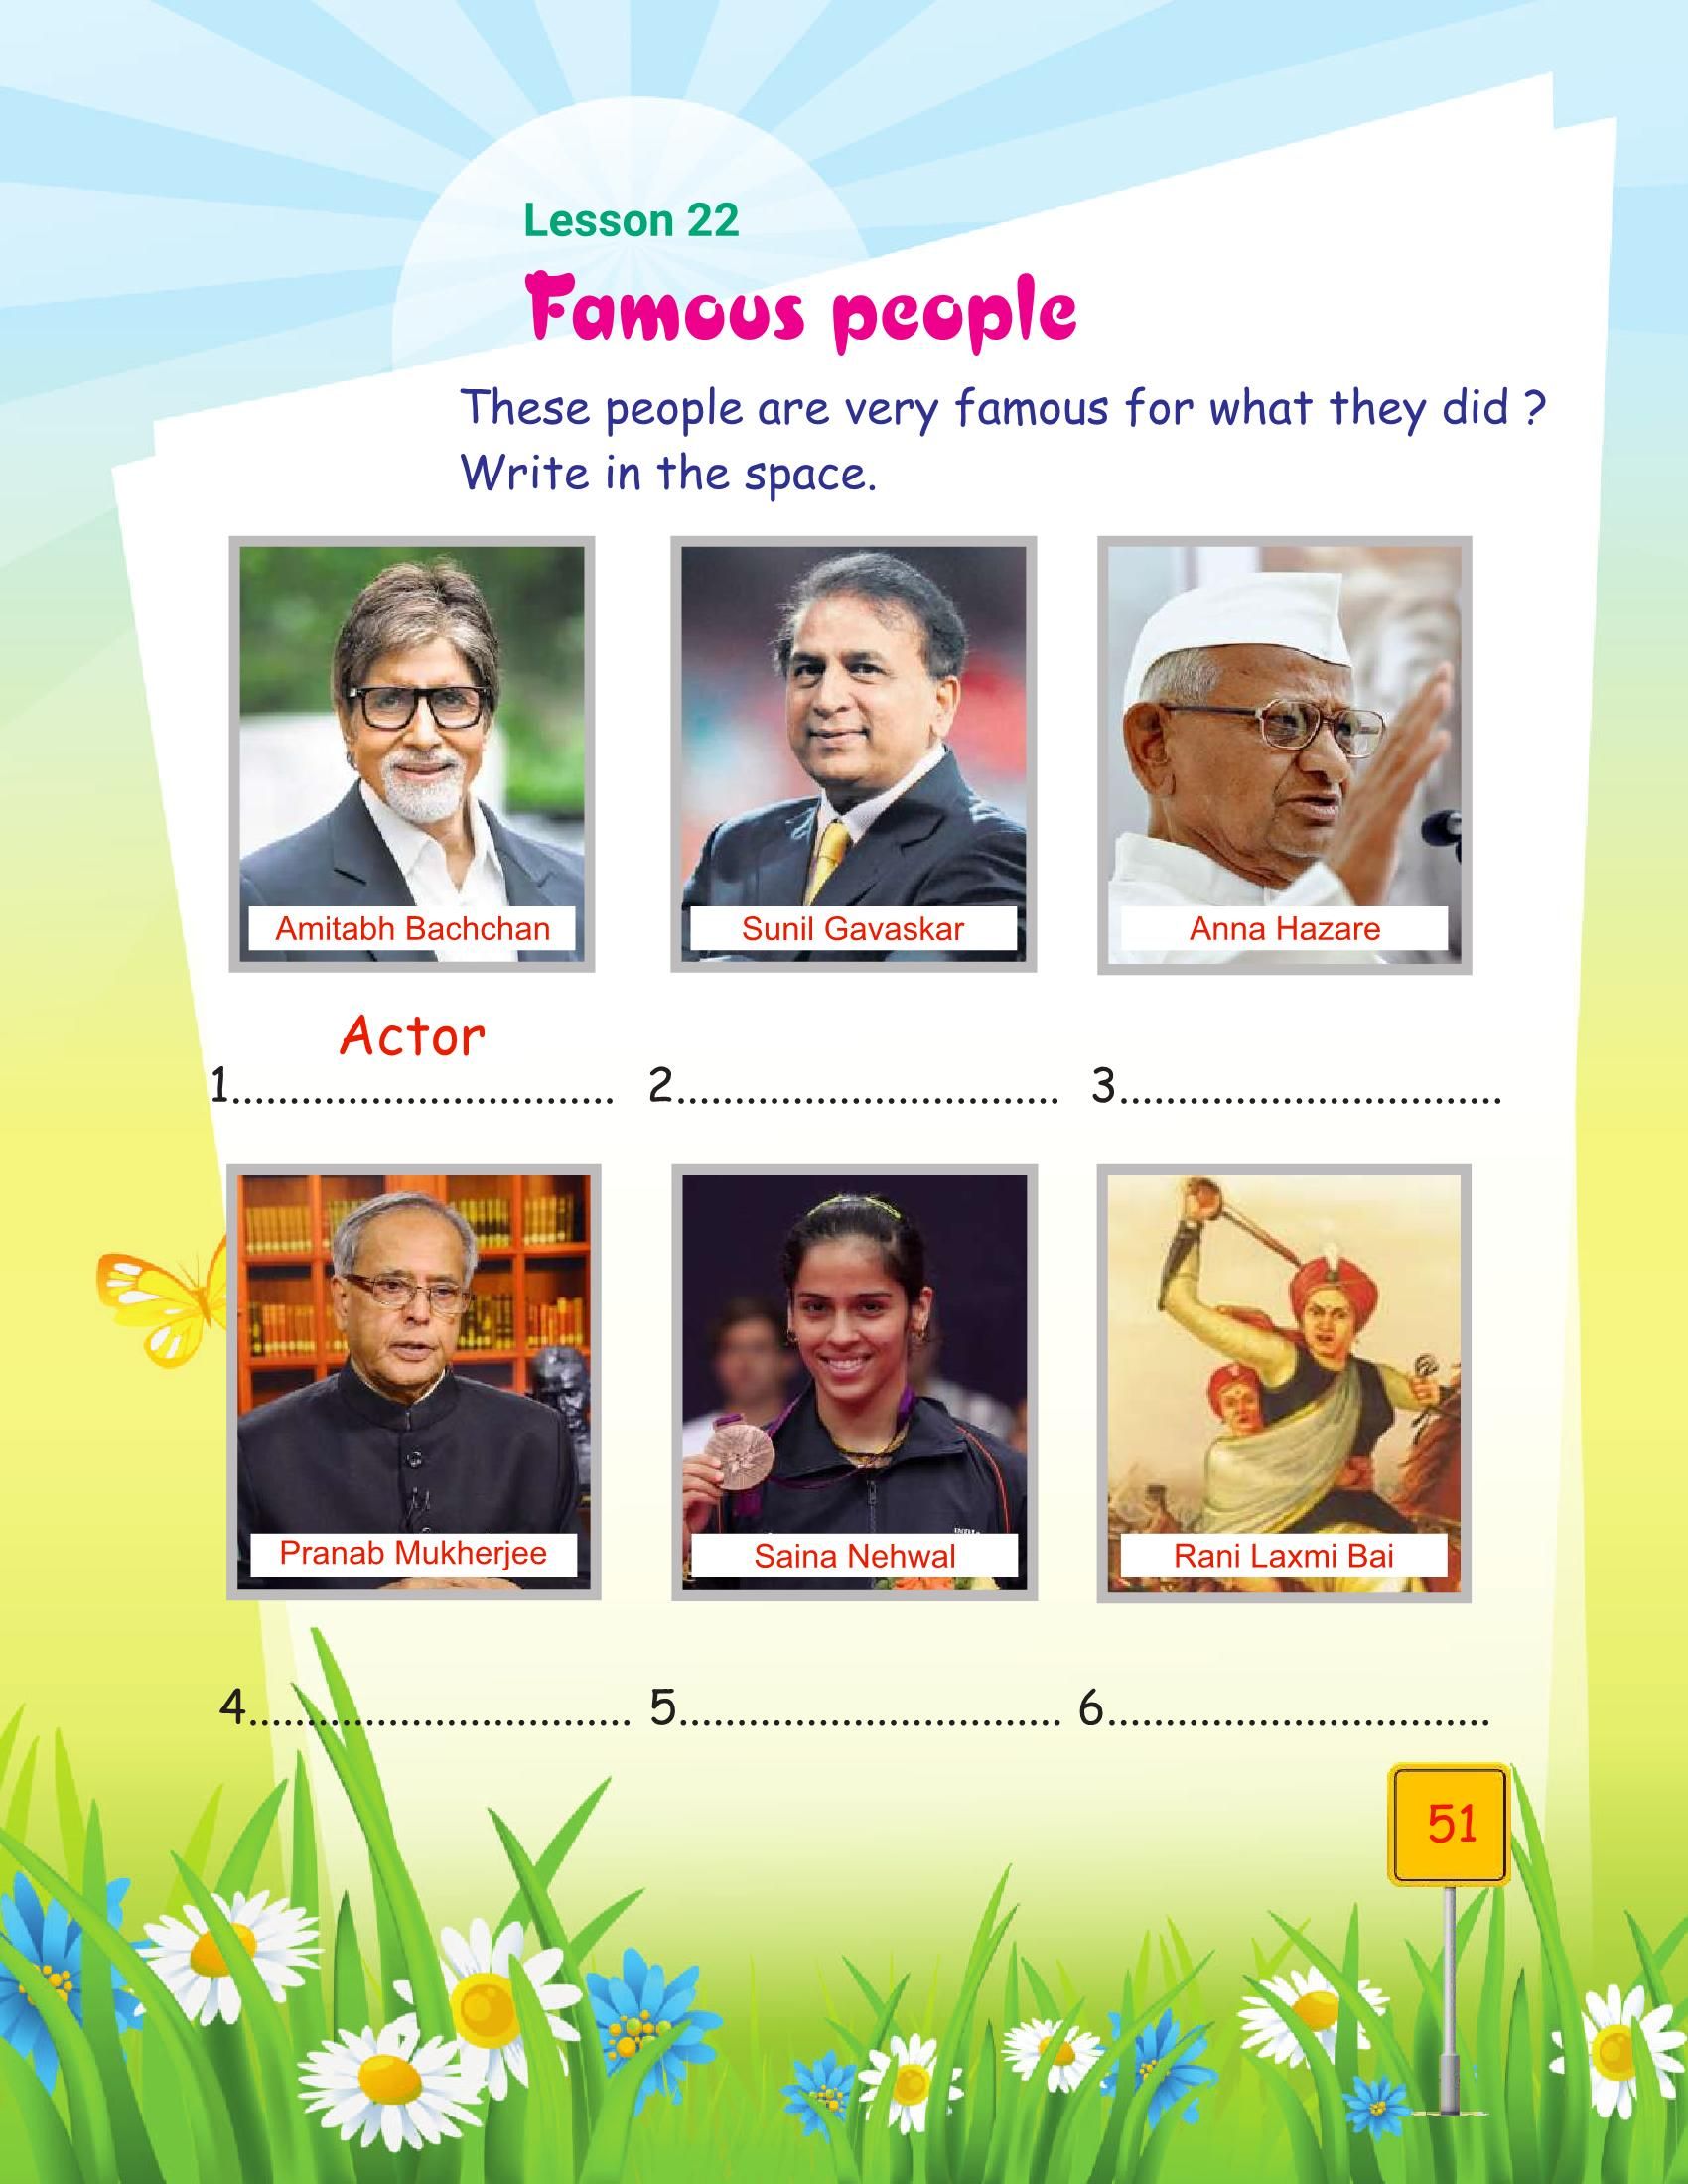 Lesson 22
Famous people
These people are very famous for what they did ?
Write in the space.
Amitabh Bachchan
Sunil Gavaskar
Anna Hazare
Actor
1................................. 2................................. 3.................................
Pranab Mukherjee
Saina Nehwal
INDIA
Rani Laxmi Bai
4................................. 5................................. 6.................................
51